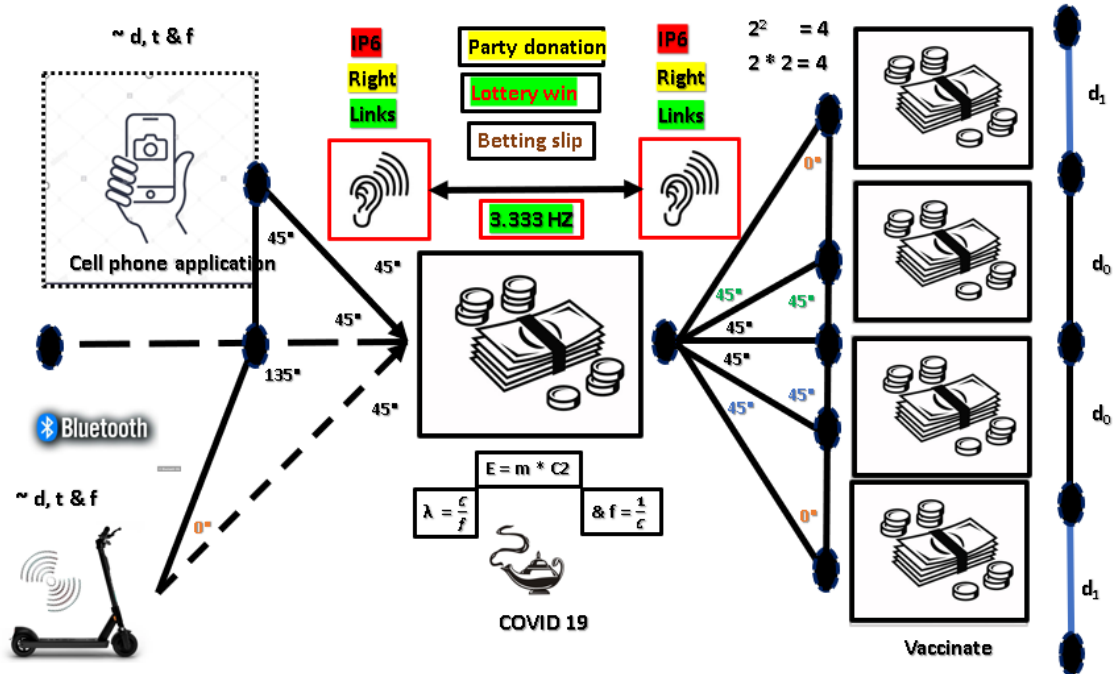 ~ d, t & f
IP6
Right
Links
Party donation
Lottery win
Betting slip
3.333 HZ
IP6
Right
Links
2² = 4
2 * 2 = 4
Cell phone application
45°
45°
45°
135°
45°
Bluetooth
~ d, t & f
0°
E = m * C2
λ = c/f
& f = 1/c
COVID 19
0°
45°
45°
45°
45°
45°
45°
0°
Vaccinate
d₁
d₀
d₀
d₁